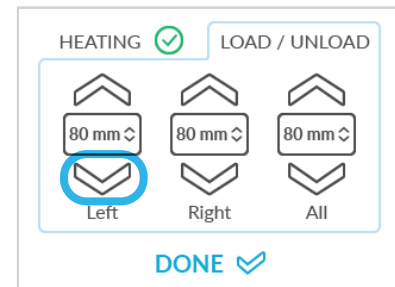 HEATING LOAD / UNLOAD
80 mm 80 mm 80 mm
Left Right All
DONE